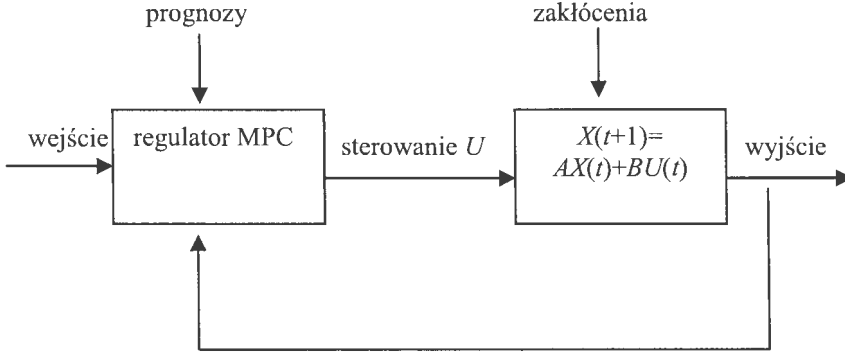 prognozy
zakłócenia
wejście
regulator MPC
sterowanie U
X(t+1)=
AX(t)+BU(t)
wyjście